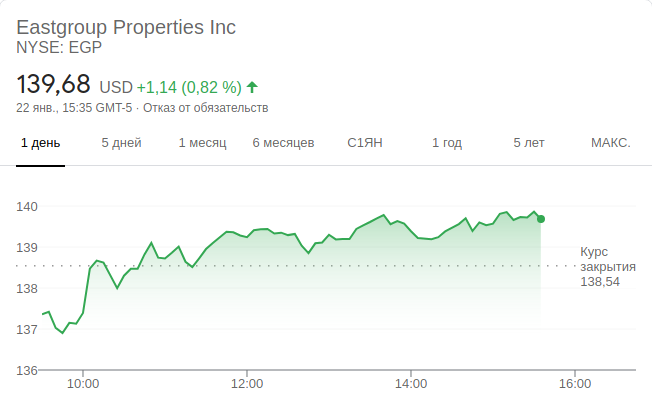 Eastgroup Properties Inc
NYSE: EGP
139,68 USD +1,14 (0,82 %)
22 янв., 15:35 GMT-5 · Отказ от обязательств
1 день 5 дней 1 месяц 6 месяцев С1ЯН 1 год 5 лет МАКС.
140
139
Курс
закрытия
138,54
138
137
136
10:00 12:00 14:00 16:00